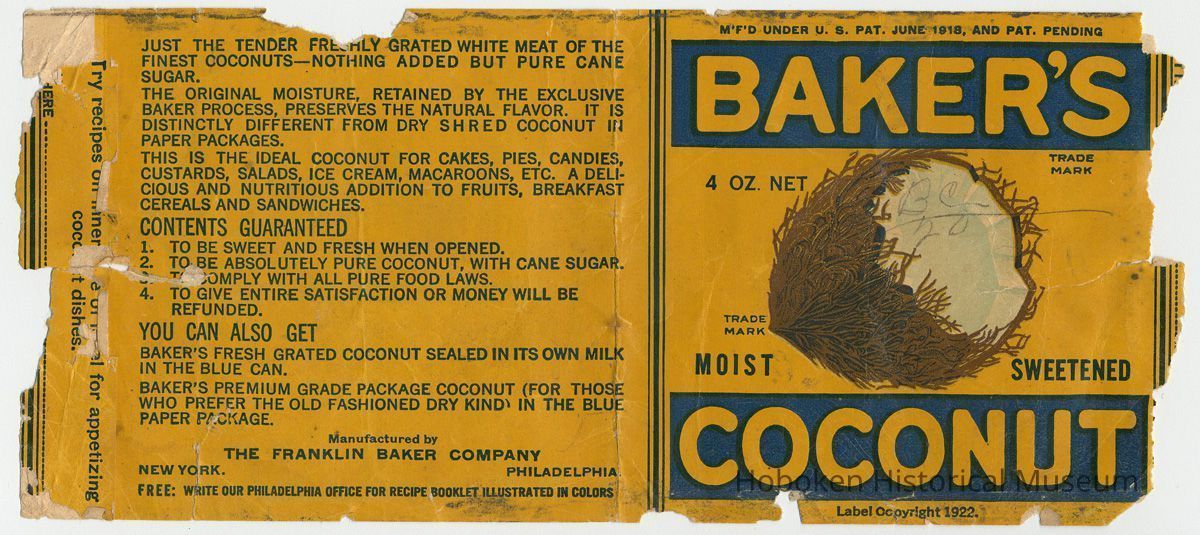 HERE
Try recipes on inner
for appetizing
dishes.
JUST THE TENDER FRESHLY GRATED WHITE MEAT OF THE
FINEST COCONUTS—NOTHING ADDED BUT PURE CANE
SUGAR.
THE ORIGINAL MOISTURE, RETAINED BY THE EXCLUSIVE
BAKER PROCESS, PRESERVES THE NATURAL FLAVOR. IT IS
DISTINCTLY DIFFERENT FROM DRY SHRED COCONUT IN
PAPER PACKAGES.
THIS IS THE IDEAL COCONUT FOR CAKES, PIES, CANDIES,
CUSTARDS, SALADS, ICE CREAM, MACAROONS, ETC. A DELI-
CIOUS AND NUTRITIOUS ADDITION TO FRUITS, BREAKFAST
CEREALS AND SANDWICHES.
CONTENTS GUARANTEED
1. TO BE SWEET AND FRESH WHEN OPENED.
2. TO BE ABSOLUTELY PURE COCONUT, WITH CANE SUGAR.
3. TO COMPLY WITH ALL PURE FOOD LAWS.
4. TO GIVE ENTIRE SATISFACTION OR MONEY WILL BE
REFUNDED.
YOU CAN ALSO GET
BAKER'S FRESH GRATED COCONUT SEALED IN ITS OWN MILK
IN THE BLUE CAN.
BAKER'S PREMIUM GRADE PACKAGE COCONUT (FOR THOSE
WHO PREFER THE OLD FASHIONED DRY KIND) IN THE BLUE
PAPER PACKAGE.
Manufactured by
THE FRANKLIN BAKER COMPANY
NEW YORK. PHILADELPHIA
FREE: WRITE OUR PHILADELPHIA OFFICE FOR RECIPE BOOKLET ILLUSTRATED IN COLORS
M'F'D UNDER U. S. PAT. JUNE 1918, AND PAT. PENDING
BAKER'S
TRADE
MARK
4 OZ. NET
BC
20
TRADE
MARK
MOIST SWEETENED
COCONUT
Hoboken Historical Museum
Label Copyright 1922.